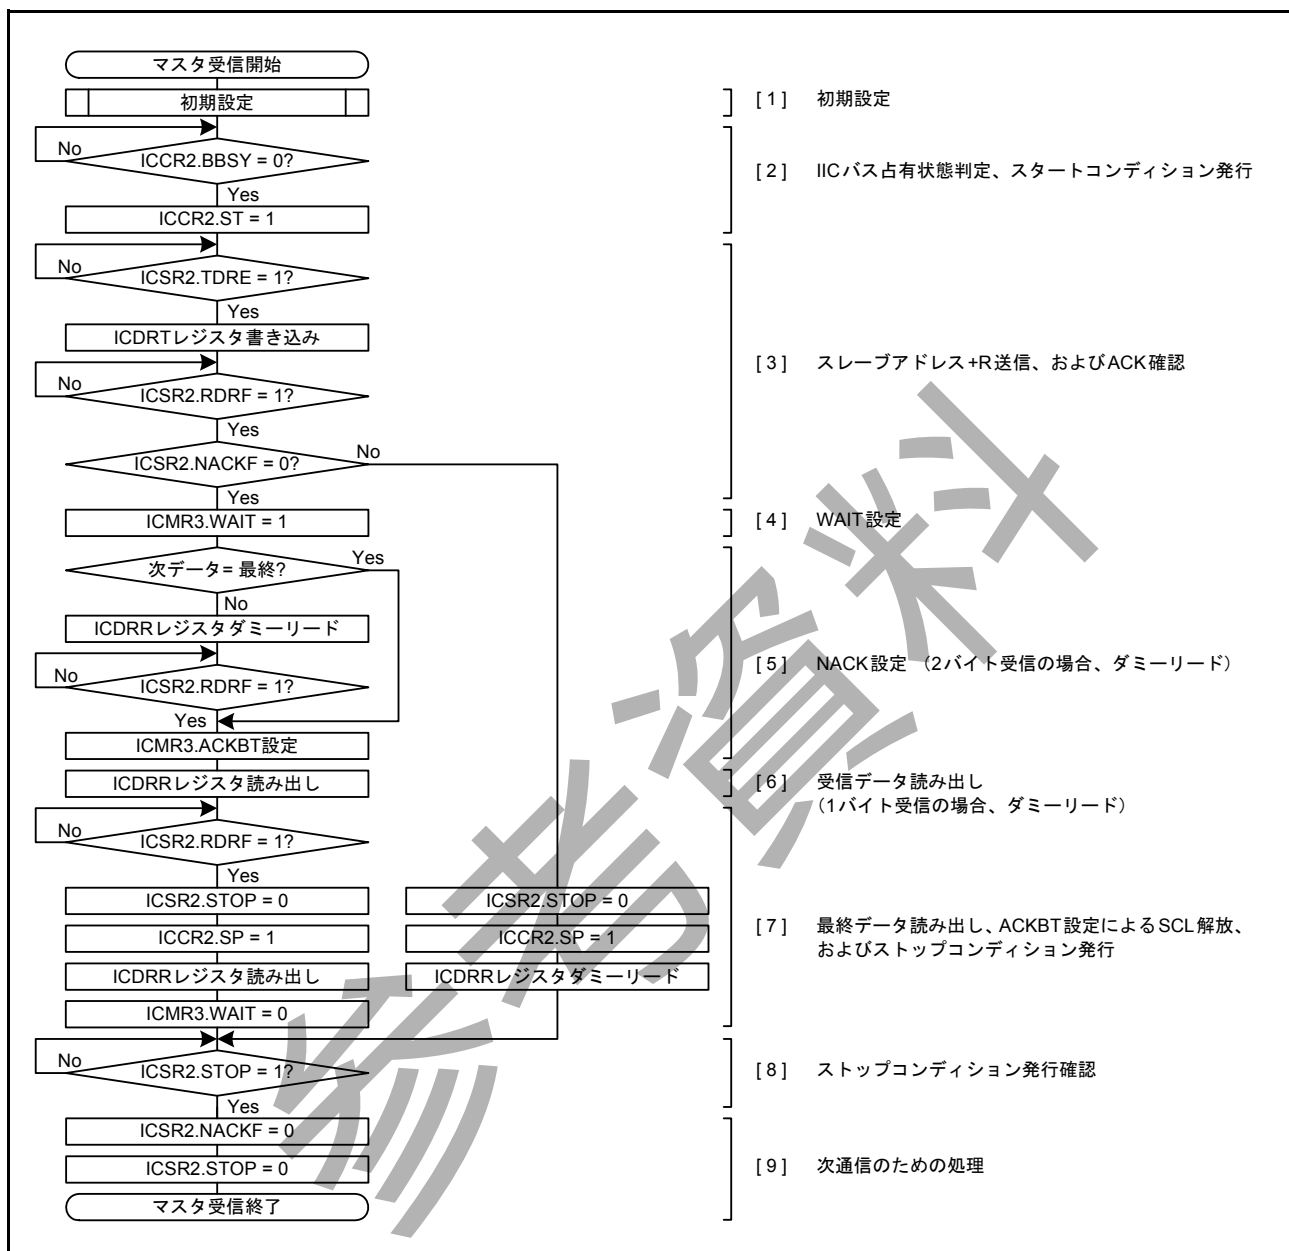 マスタ受信開始
初期設定
[1] 初期設定
No
ICCR2.BBSY = 0?
Yes
[2] IICバス占有状態判定、スタートコンディション発行
ICCR2.ST = 1
No
ICSR2.TDRE = 1?
Yes
ICDRTレジスタ書き込み
[3] スレーブアドレス+R送信、およびACK確認
No
ICSR2.RDRF = 1?
Yes
ICSR2.NACKF = 0?
No
Yes
ICMR3.WAIT = 1
[4] WAIT設定
次データ= 最終?
Yes
No
ICDRRレジスタダミーリード
No
ICSR2.RDRF = 1?
[5] NACK設定 (2バイト受信の場合、ダミーリード)
Yes
ICMR3.ACKBT設定
ICDRRレジスタ読み出し
[6] 受信データ読み出し
(1バイト受信の場合、ダミーリード)
No
ICSR2.RDRF = 1?
Yes
ICSR2.STOP = 0
ICSR2.STOP = 0
[7] 最終データ読み出し、ACKBT設定によるSCL解放、
およびストップコンディション発行
ICCR2.SP = 1
ICCR2.SP = 1
ICDRRレジスタ読み出し
ICDRRレジスタダミーリード
ICMR3.WAIT = 0
No
ICSR2.STOP = 1?
[8] ストップコンディション発行確認
Yes
ICSR2.NACKF = 0
ICSR2.STOP = 0
[9] 次通信のための処理
マスタ受信終了
参考資料